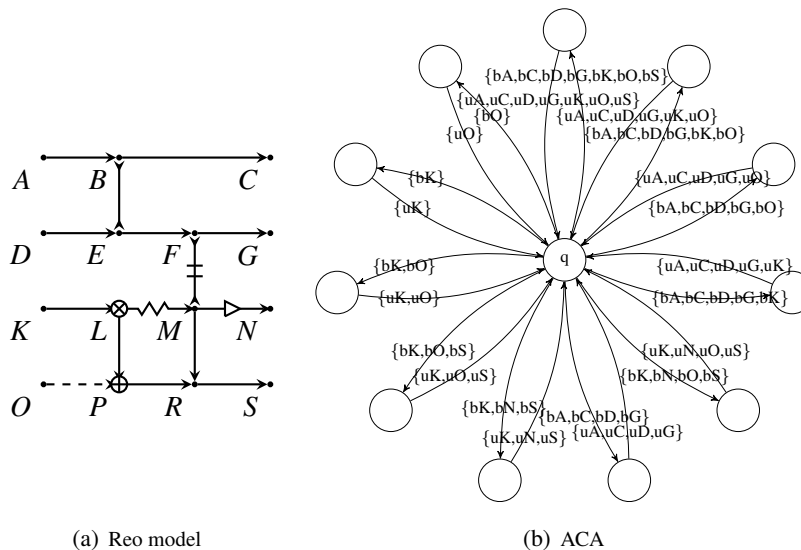 A B C
D E F G
K L M N
O P R S
(a) Reo model
{bA,bC,bD,bG,bK,bO,bS}
{uA,uC,uD,uG,uK,uO,uS}
{bO}
{uA,uC,uD,uG,uK,uO}
{uO}
{bA,bC,bD,bG,bK,bO}
{bK}
{uA,uC,uD,uG,uO}
{uK}
{bA,bC,bD,bG,bO}
q
{bK,bO}
{uA,uC,uD,uG,uK}
{uK,uO}
{bA,bC,bD,bG,bK}
{bK,bO,bS}
{uK,uN,uO,uS}
{uK,uO,uS}
{bK,bN,bO,bS}
{bK,bN,bS}
{bA,bC,bD,bG}
{uK,uN,uS}
{uA,uC,uD,uG}
(b) ACA